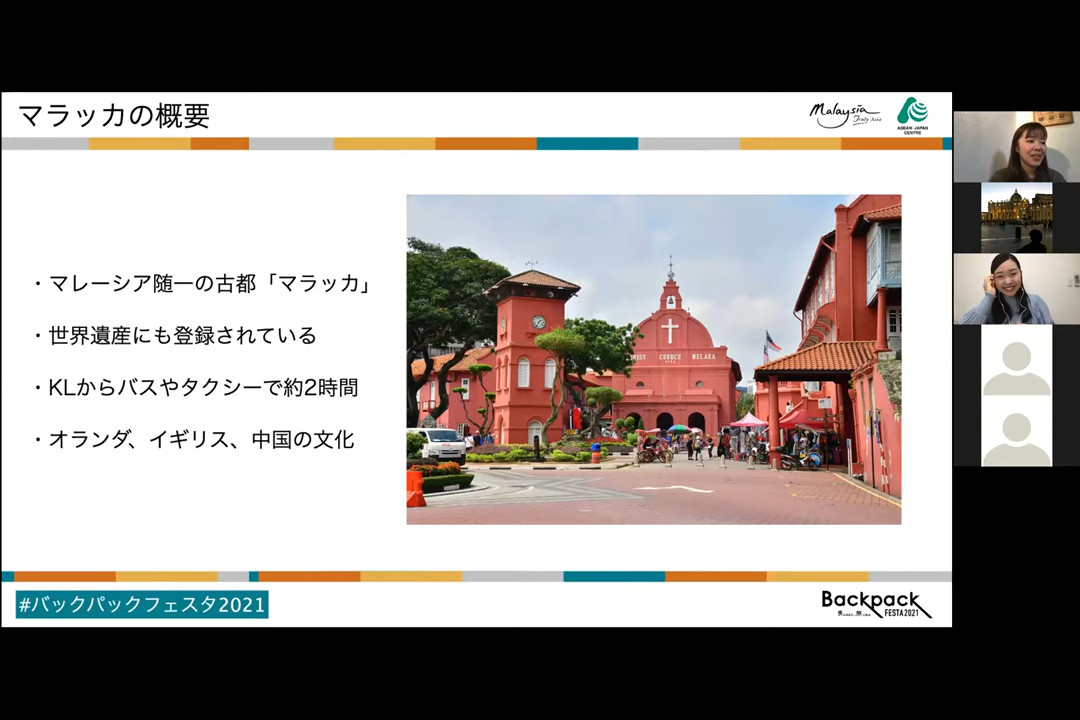 マラッカの概要
Malaysia
Truly Asia
ASEAN-JAPAN
CENTRE
・マレーシア随一の古都「マラッカ」
・世界遺産にも登録されている
・KLからバスやタクシーで約2時間
・オランダ、イギリス、中国の文化
CHURCH MELAKA
#バックパックフェスタ2021
Backpack
FESTA2021